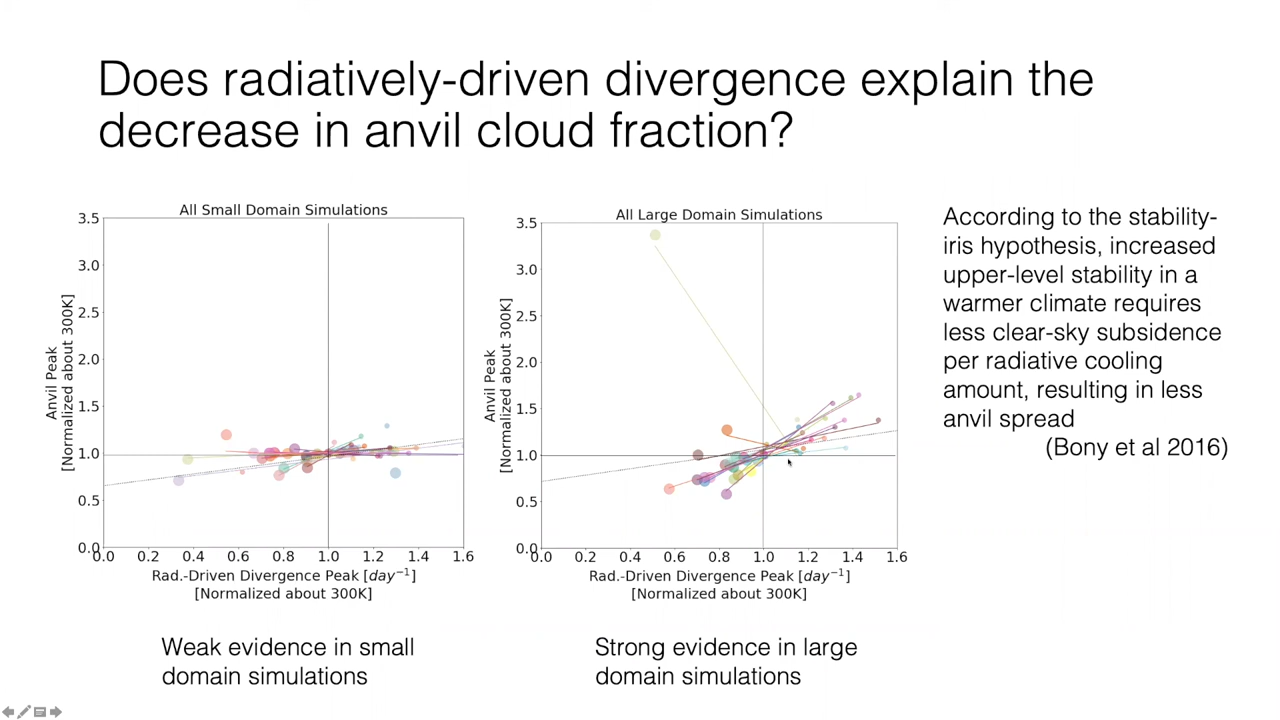 Does radiatively-driven divergence explain the
decrease in anvil cloud fraction?
All Small Domain Simulations
3.5
3.0
2.5
2.0
1.5
1.0
0.5
0.0
Anvil Peak
[Normalized about 300K]
0.0 0.2 0.4 0.6 0.8 1.0 1.2 1.4 1.6
Rad.-Driven Divergence Peak [day⁻¹]
[Normalized about 300K]
Weak evidence in small
domain simulations
All Large Domain Simulations
3.5
3.0
2.5
2.0
1.5
1.0
0.5
0.0
Anvil Peak
[Normalized about 300K]
0.0 0.2 0.4 0.6 0.8 1.0 1.2 1.4 1.6
Rad.-Driven Divergence Peak [day⁻¹]
[Normalized about 300K]
Strong evidence in large
domain simulations
According to the stability-
iris hypothesis, increased
upper-level stability in a
warmer climate requires
less clear-sky subsidence
per radiative cooling
amount, resulting in less
anvil spread
(Bony et al 2016)